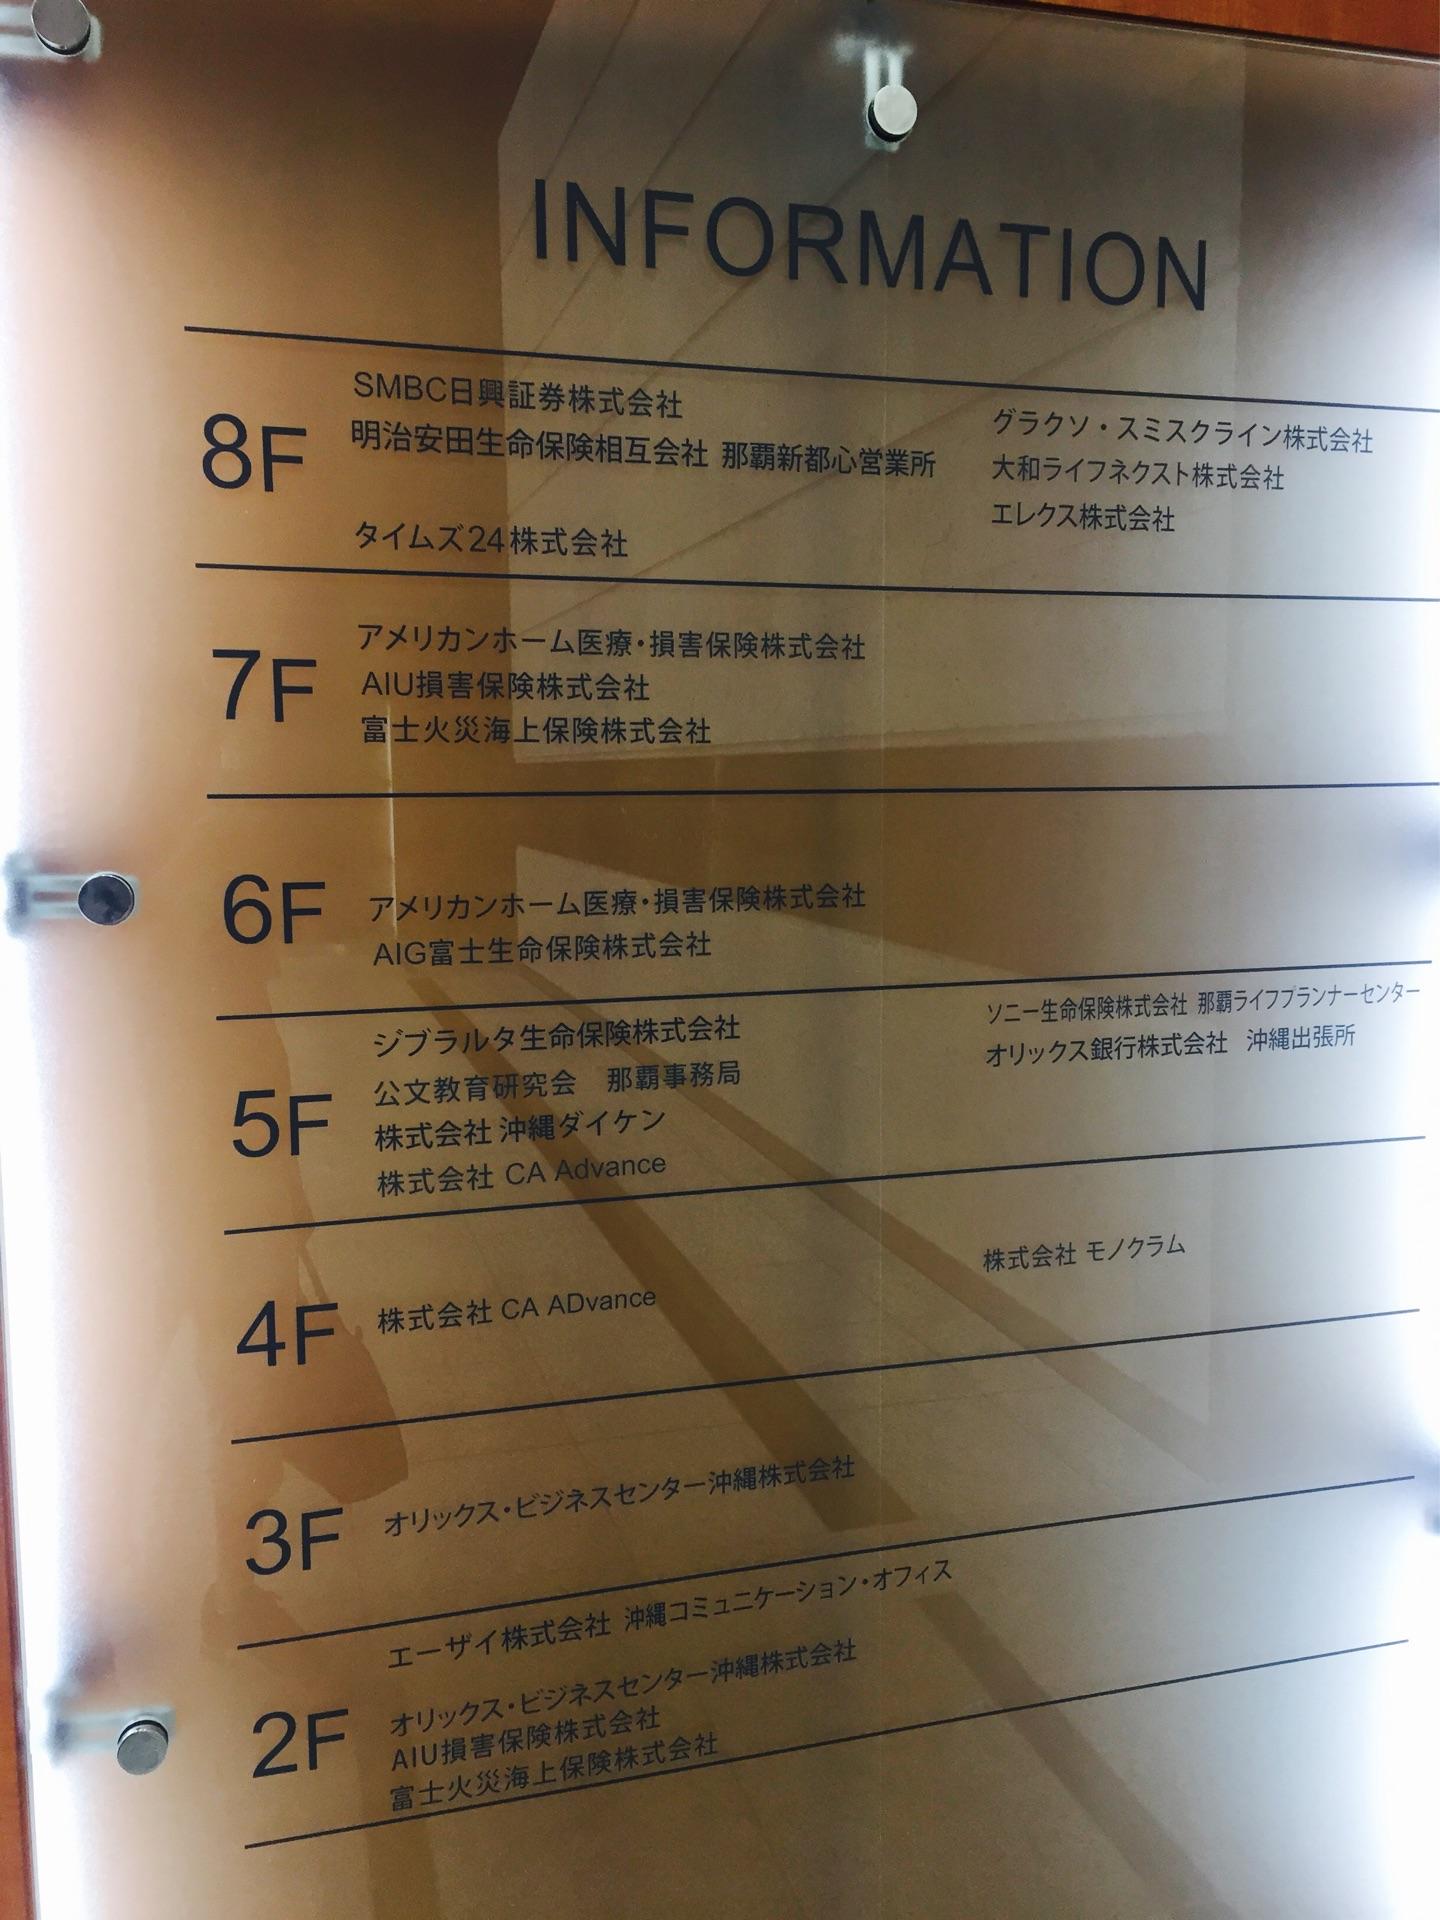 INFORMATION
8F
SMBC日興証券株式会社
明治安田生命保険相互会社 那覇新都心営業所
タイムズ24株式会社
グラクソ・スミスクライン株式会社
大和ライフネクスト株式会社
エレクス株式会社
7F
アメリカンホーム医療・損害保険株式会社
AIU損害保険株式会社
富士火災海上保険株式会社
6F
アメリカンホーム医療・損害保険株式会社
AIG富士生命保険株式会社
5F
ジブラルタ生命保険株式会社
公文教育研究会 那覇事務局
株式会社 沖縄ダイケン
株式会社 CA Advance
ソニー生命保険株式会社 那覇ライフプランナーセンター
オリックス銀行株式会社 沖縄出張所
4F
株式会社 CA ADvance
株式会社 モノクラム
3F
オリックス・ビジネスセンター沖縄株式会社
2F
エーザイ株式会社 沖縄コミュニケーション・オフィス
オリックス・ビジネスセンター沖縄株式会社
AIU損害保険株式会社
富士火災海上保険株式会社